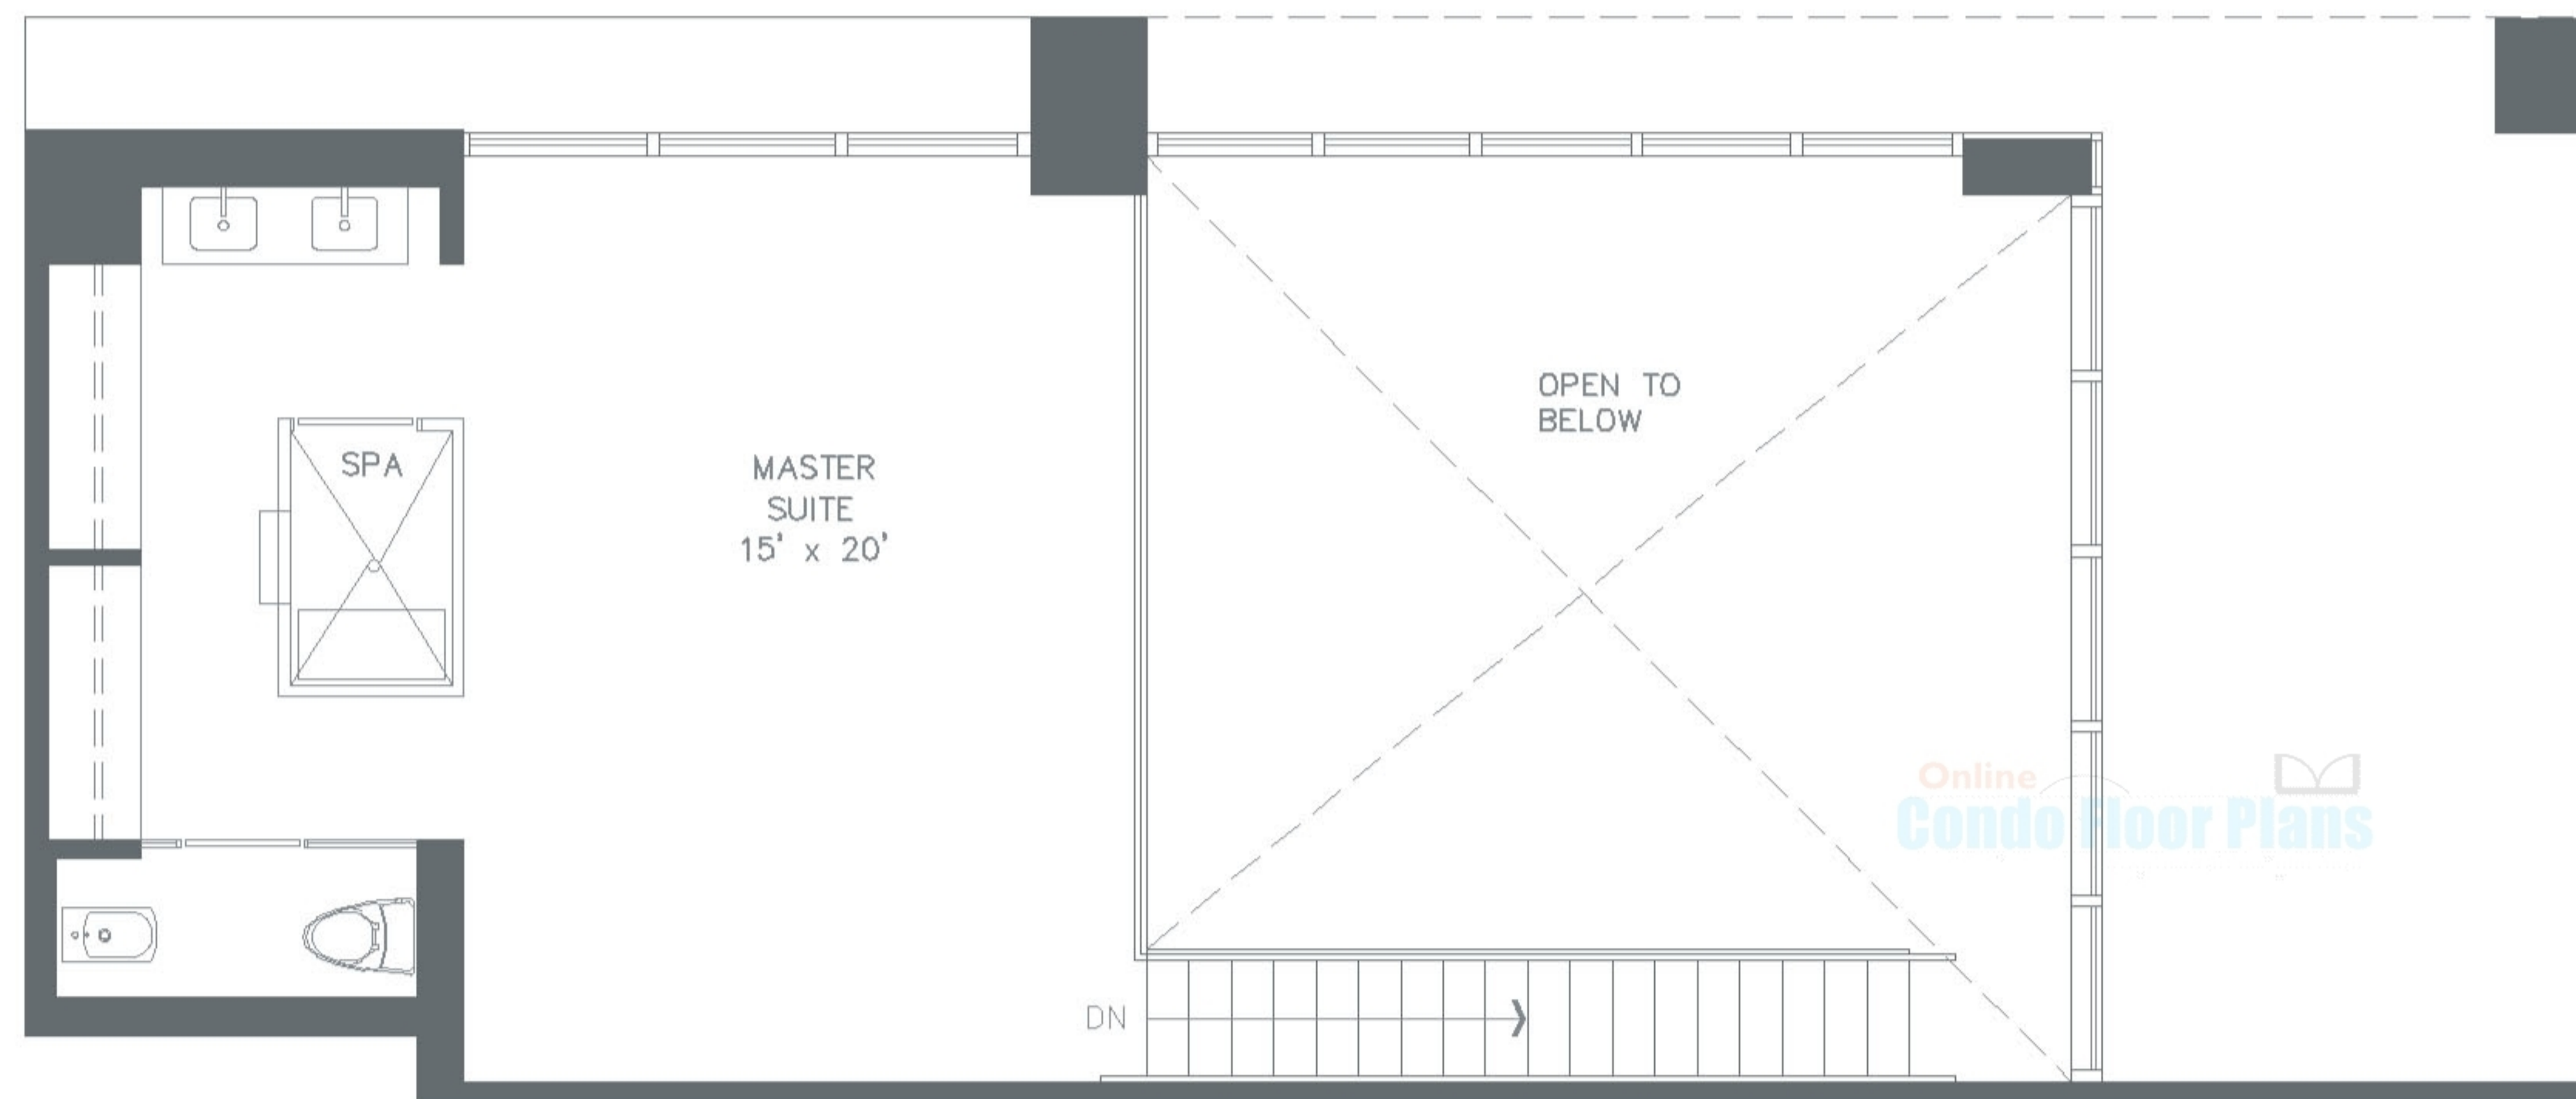 SPA
MASTER
SUITE
15' x 20'
OPEN TO
BELOW
DN
Online
Condo Floor Plans